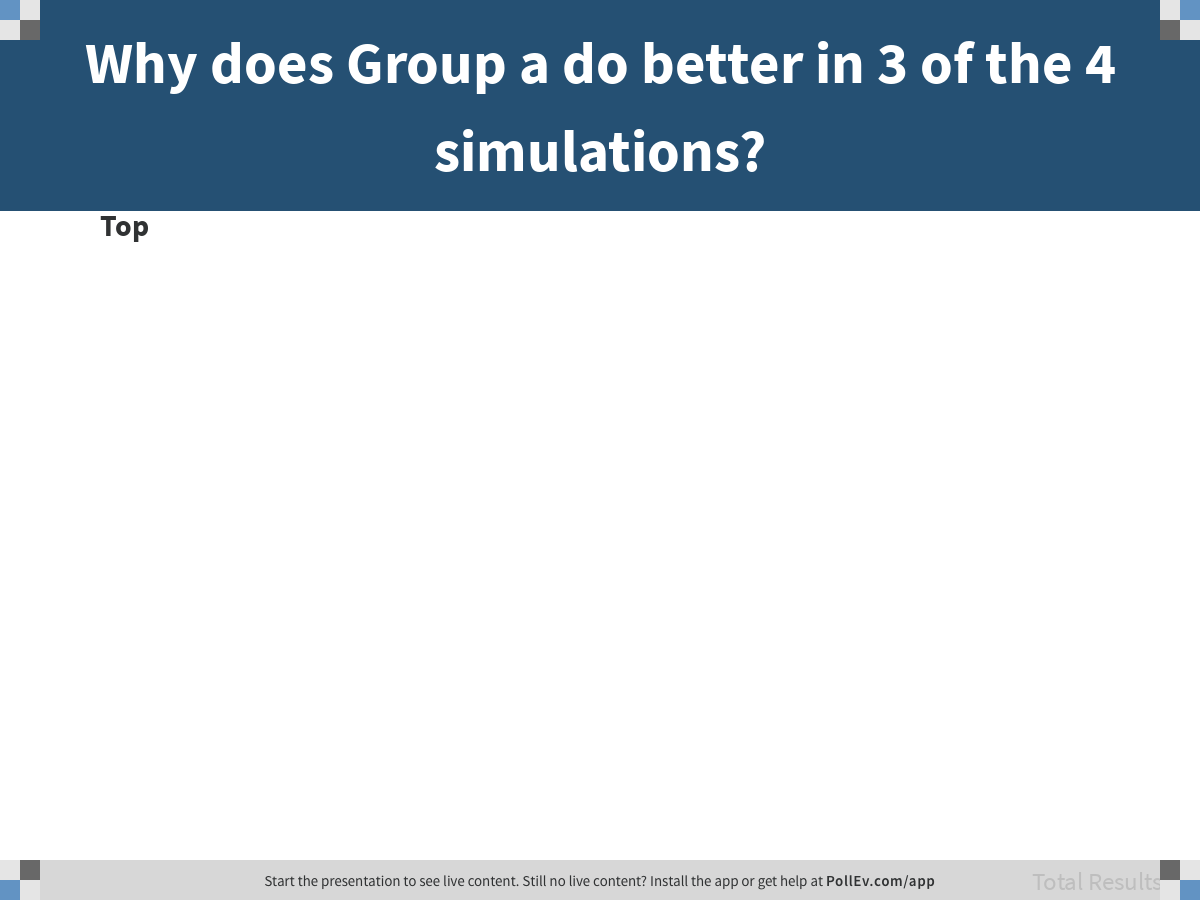 Why does Group a do better in 3 of the 4
simulations?
Top
Start the presentation to see live content. Still no live content? Install the app or get help at PollEv.com/app
Total Results